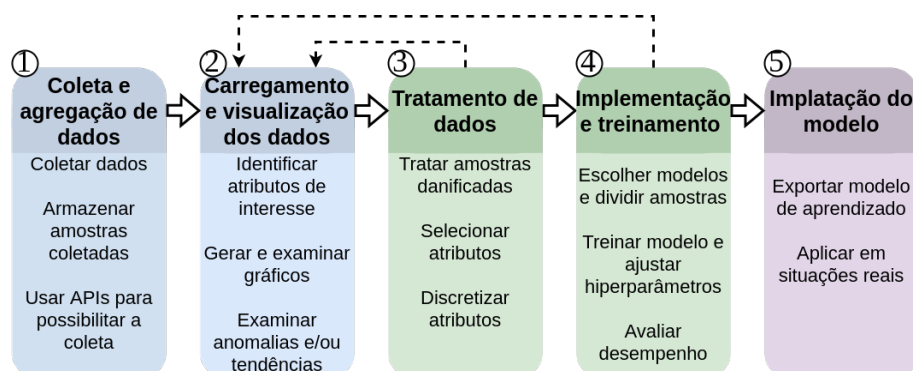 1
Coleta e
agregação de
dados
Coletar dados
Armazenar
amostras
coletadas
Usar APIs para
possibilitar a
coleta
2
Carregamento
e visualização
dos dados
Identificar
atributos de
interesse
Gerar e examinar
gráficos
Examinar
anomalias e/ou
tendências
3
Tratamento de
dados
Tratar amostras
danificadas
Selecionar
atributos
Discretizar
atributos
4
Implementação
e treinamento
Escolher modelos
e dividir amostras
Treinar modelo e
ajustar
hiperparâmetros
Avaliar
desempenho
5
Implatação do
modelo
Exportar modelo
de aprendizado
Aplicar em
situações reais